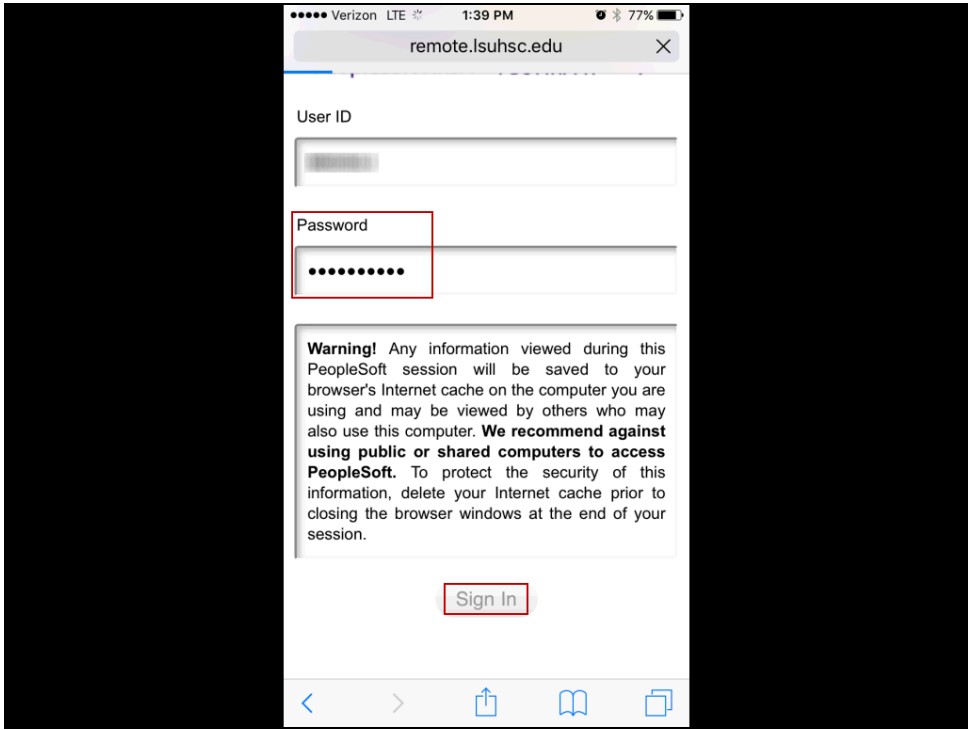 ●●●●● Verizon LTE 1:39 PM 77%
remote.lsuhsc.edu
User ID
Password
••••••••••
Warning! Any information viewed during this
PeopleSoft session will be saved to your
browser's Internet cache on the computer you are
using and may be viewed by others who may
also use this computer. We recommend against
using public or shared computers to access
PeopleSoft. To protect the security of this
information, delete your Internet cache prior to
closing the browser windows at the end of your
session.
Sign In